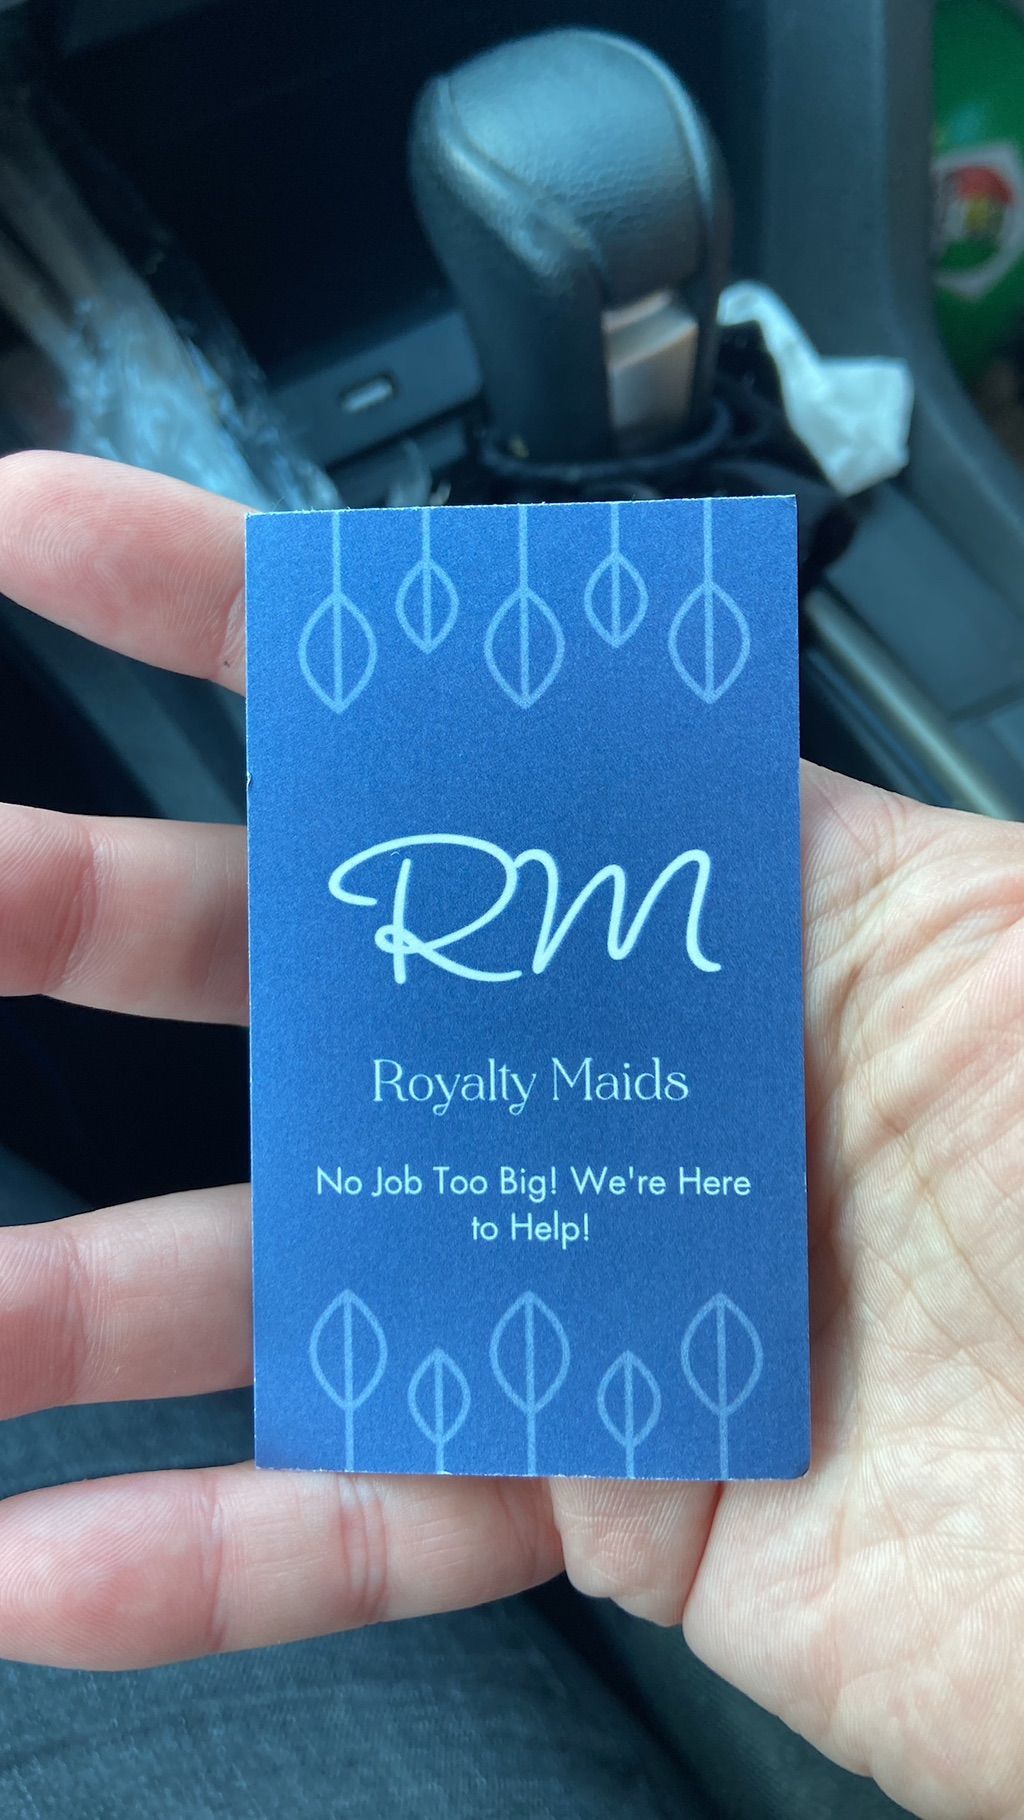 RM
Royalty Maids
No Job Too Big! We're Here
to Help!